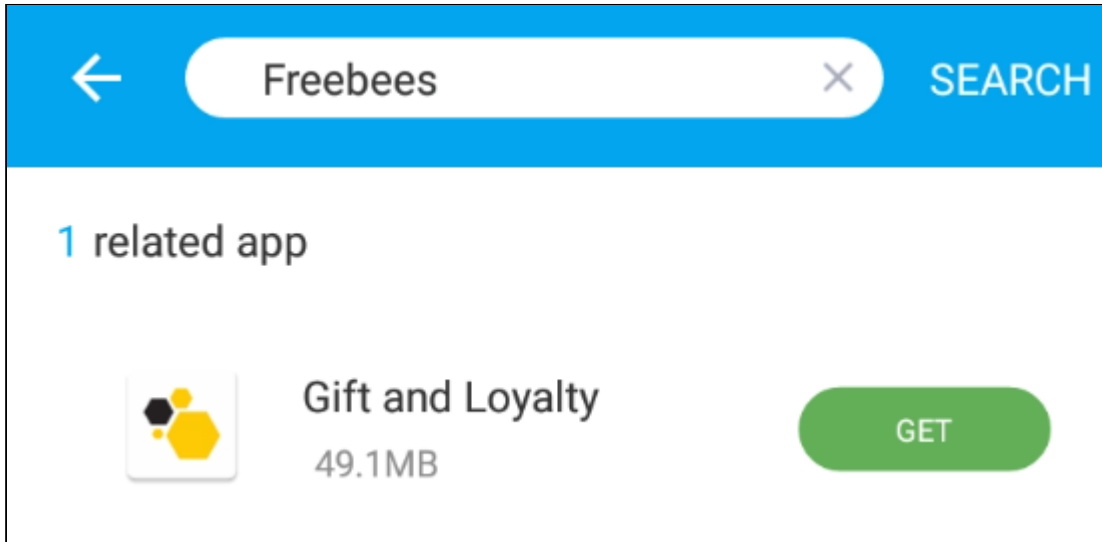 Freebees
SEARCH
1 related app
Gift and Loyalty
49.1MB
GET